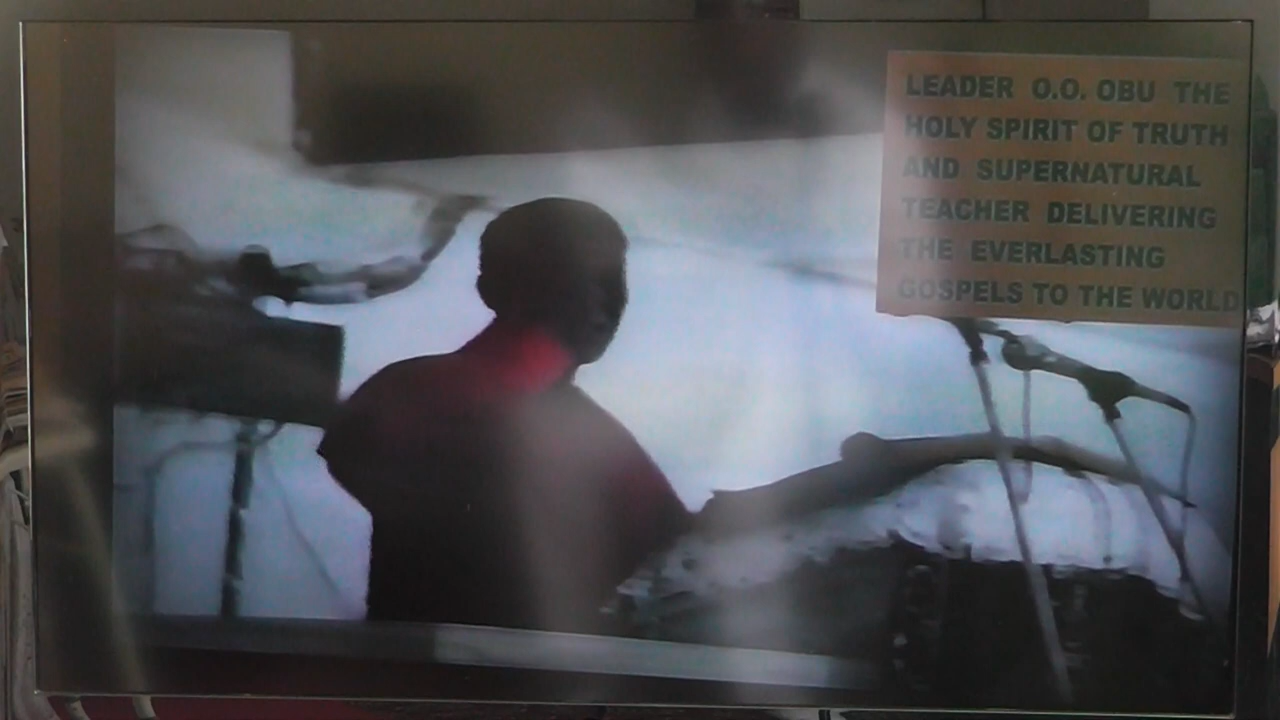 LEADER O.O. OBU THE
HOLY SPIRIT OF TRUTH
AND SUPERNATURAL
TEACHER DELIVERING
THE EVERLASTING
GOSPELS TO THE WORLD